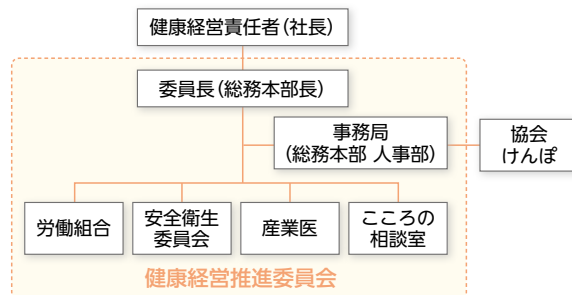 健康経営責任者(社長)
委員長(総務本部長)
事務局
(総務本部 人事部)
協会
けんぽ
労働組合
安全衛生
委員会
産業医
こころの
相談室
健康経営推進委員会